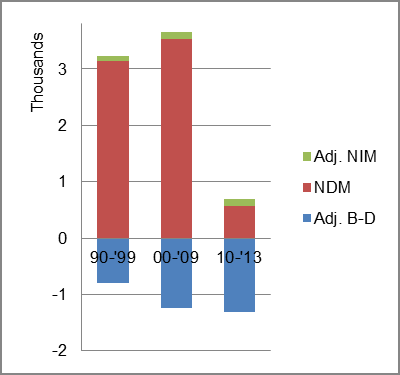 Thousands
3
2
1
0
-1
-2
90-'99
00-'09
10-'13
Adj. NIM
NDM
Adj. B-D